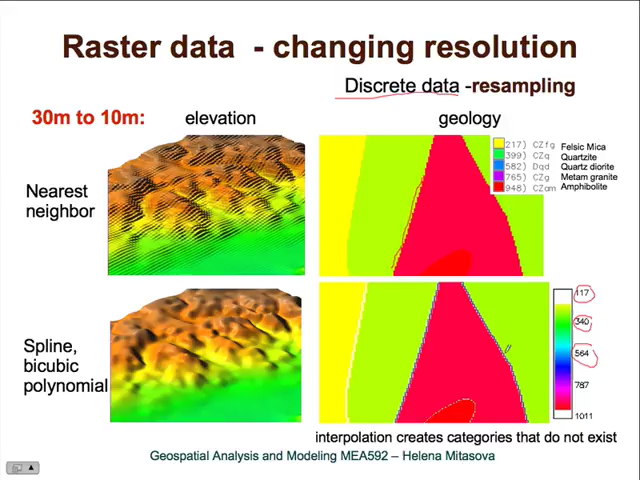 Raster data - changing resolution
Discrete data -resampling
30m to 10m:
elevation
geology
Nearest
neighbor
217) CZfg
399) CZq
582) Dqd
765) CZg
948) CZam
Felsic Mica
Quartzite
Quartz diorite
Metam granite
Amphibolite
Spline,
bicubic
polynomial
117
340
564
787
1011
interpolation creates categories that do not exist
Geospatial Analysis and Modeling MEA592 – Helena Mitasova